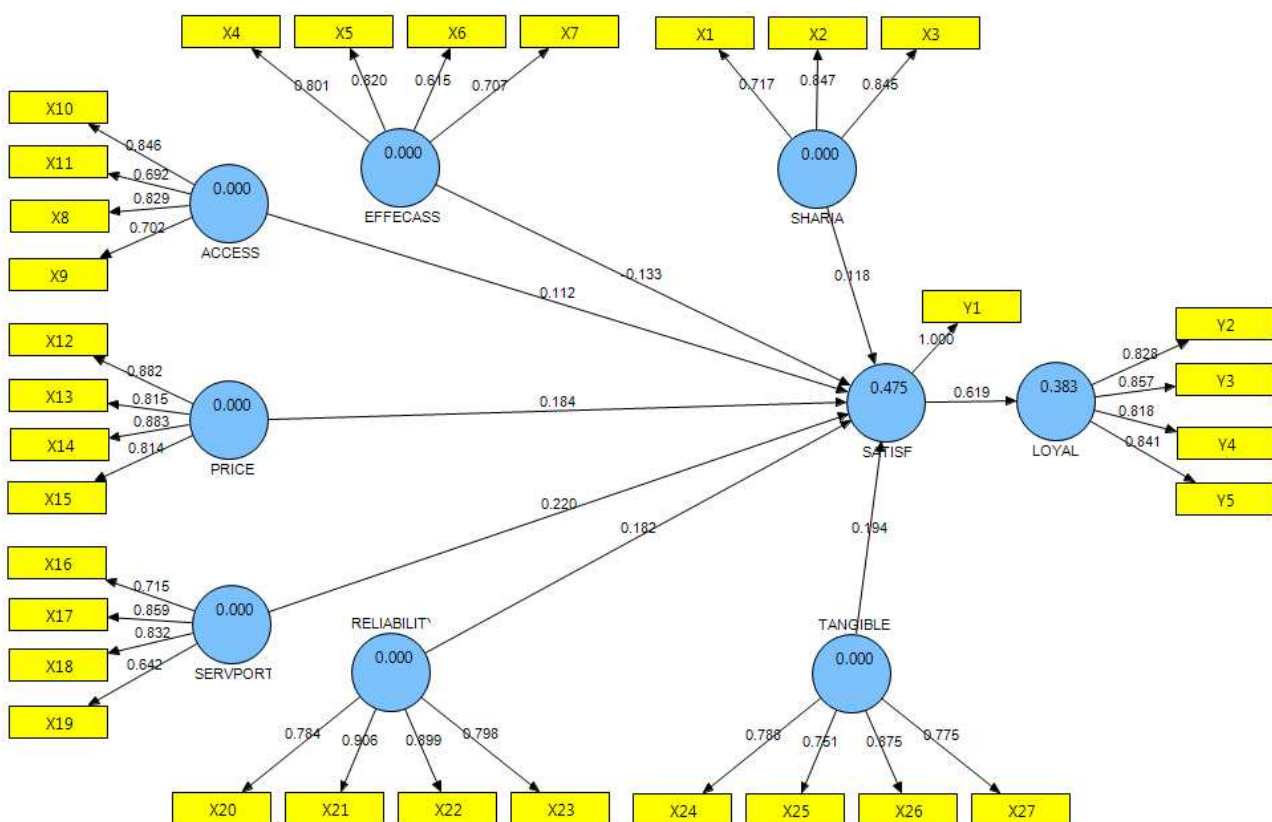 X4
X5
X6
X7
X1
X2
X3
0.801
0.820
0.615
0.707
0.717
0.847
0.845
X10
X11
X8
X9
0.846
0.692
0.829
0.702
0.000
ACCESS
0.000
EFFECASS
0.000
SHARIA
-0.133
0.118
0.112
Y1
1.000
X12
X13
X14
X15
0.882
0.815
0.883
0.814
0.000
PRICE
0.184
0.475
SATISF
0.619
0.383
LOYAL
0.828
0.857
0.818
0.841
Y2
Y3
Y4
Y5
X16
X17
X18
X19
0.715
0.859
0.832
0.642
0.000
SERVPORT
0.220
0.182
0.194
RELIABILITY
0.000
TANGIBLE
0.000
0.784
0.906
0.899
0.798
0.788
0.751
0.875
0.775
X20
X21
X22
X23
X24
X25
X26
X27